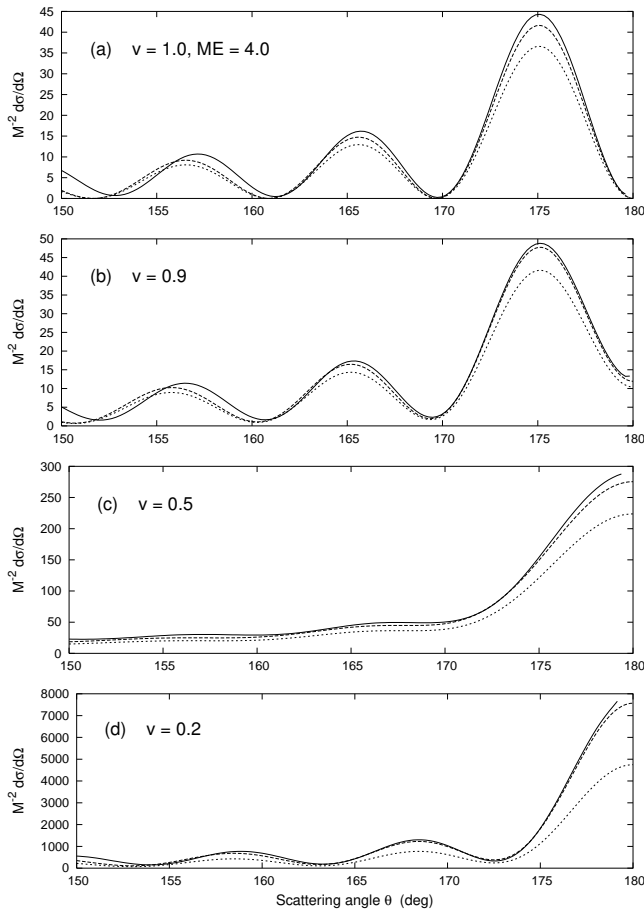 45
40
35
30
25
20
15
10
5
0
M⁻² dσ/dΩ
(a) v = 1.0, ME = 4.0
150 155 160 165 170 175 180
50
45
40
35
30
25
20
15
10
5
0
M⁻² dσ/dΩ
(b) v = 0.9
150 155 160 165 170 175 180
300
250
200
150
100
50
0
M⁻² dσ/dΩ
(c) v = 0.5
150 155 160 165 170 175 180
8000
7000
6000
5000
4000
3000
2000
1000
0
M⁻² dσ/dΩ
(d) v = 0.2
150 155 160 165 170 175 180
Scattering angle θ (deg)